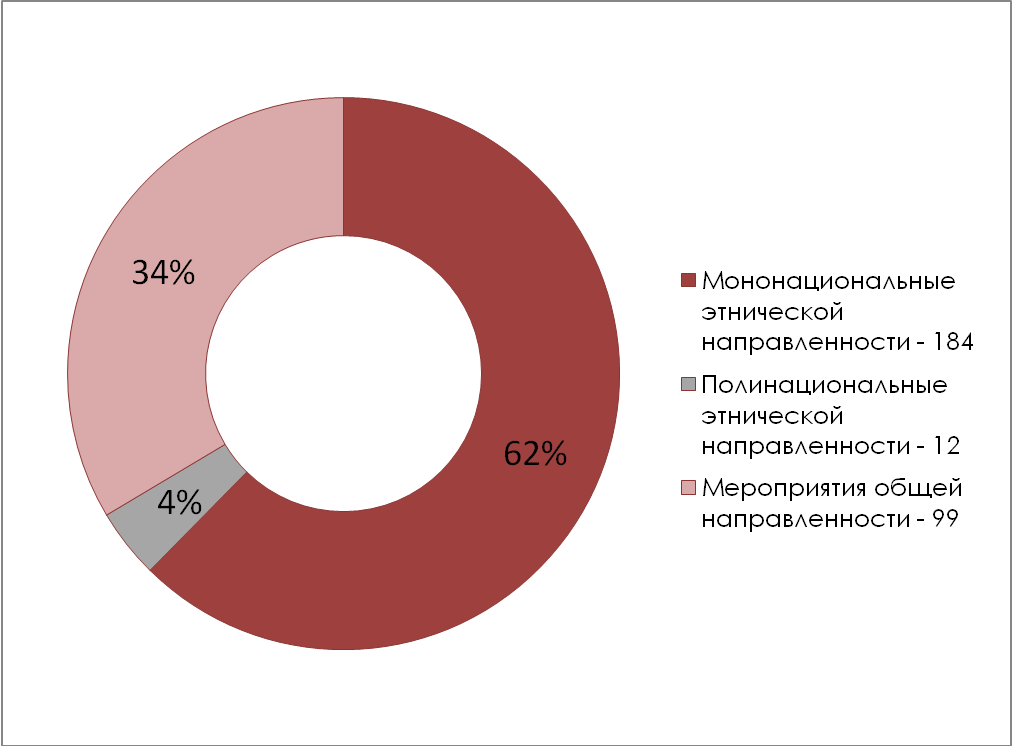 34%
4%
62%
Мононациональные
этнической
направленности - 184
Полинациональные
этнической
направленности - 12
Мероприятия общей
направленности - 99